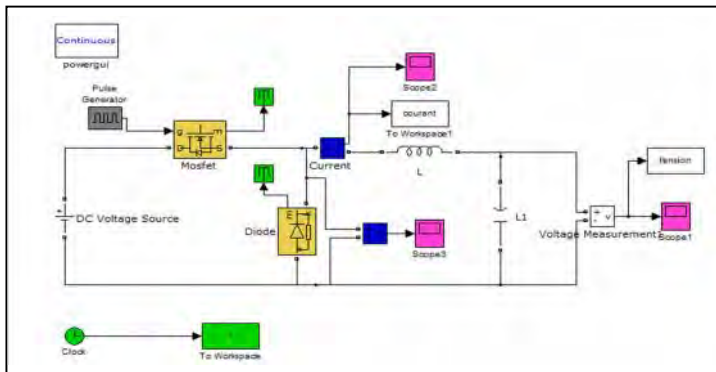 Continuous
powergui
Pulse
Generator
g
m
D
S
Mosfet
Scope2
courant
To Workspace1
Current
L
DC Voltage Source
Diode
Scope3
L1
tension
+
-
v
Voltage Measurement1
Scope1
Clock
To Workspace